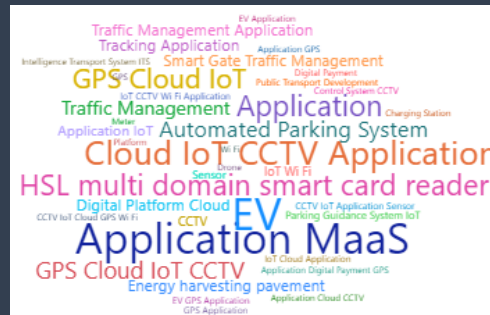 EV Application
Traffic Management Application
Tracking Application
Application GPS
Intelligence Transport System ITS
Smart Gate Traffic Management
GPS Cloud IoT
GPS
Digital Payment
Public Transport Development
Control System CCTV
IoT CCTV Wi Fi Application
Traffic Management
Application
Charging Station
Meter
Application IoT
Automated Parking System
Platform
Wi Fi
Cloud IoT CCTV Application
Drone
IoT Wi Fi
Sensor
HSL multi domain smart card reader
Digital Platform Cloud
EV
CCTV IoT Application Sensor
CCTV IoT Cloud GPS Wi Fi
CCTV
Parking Guidance System IoT
Application MaaS
IoT Cloud Application
GPS Cloud IoT CCTV
Application Digital Payment GPS
Energy harvesting pavement
EV GPS Application
Application Cloud CCTV
GPS Application